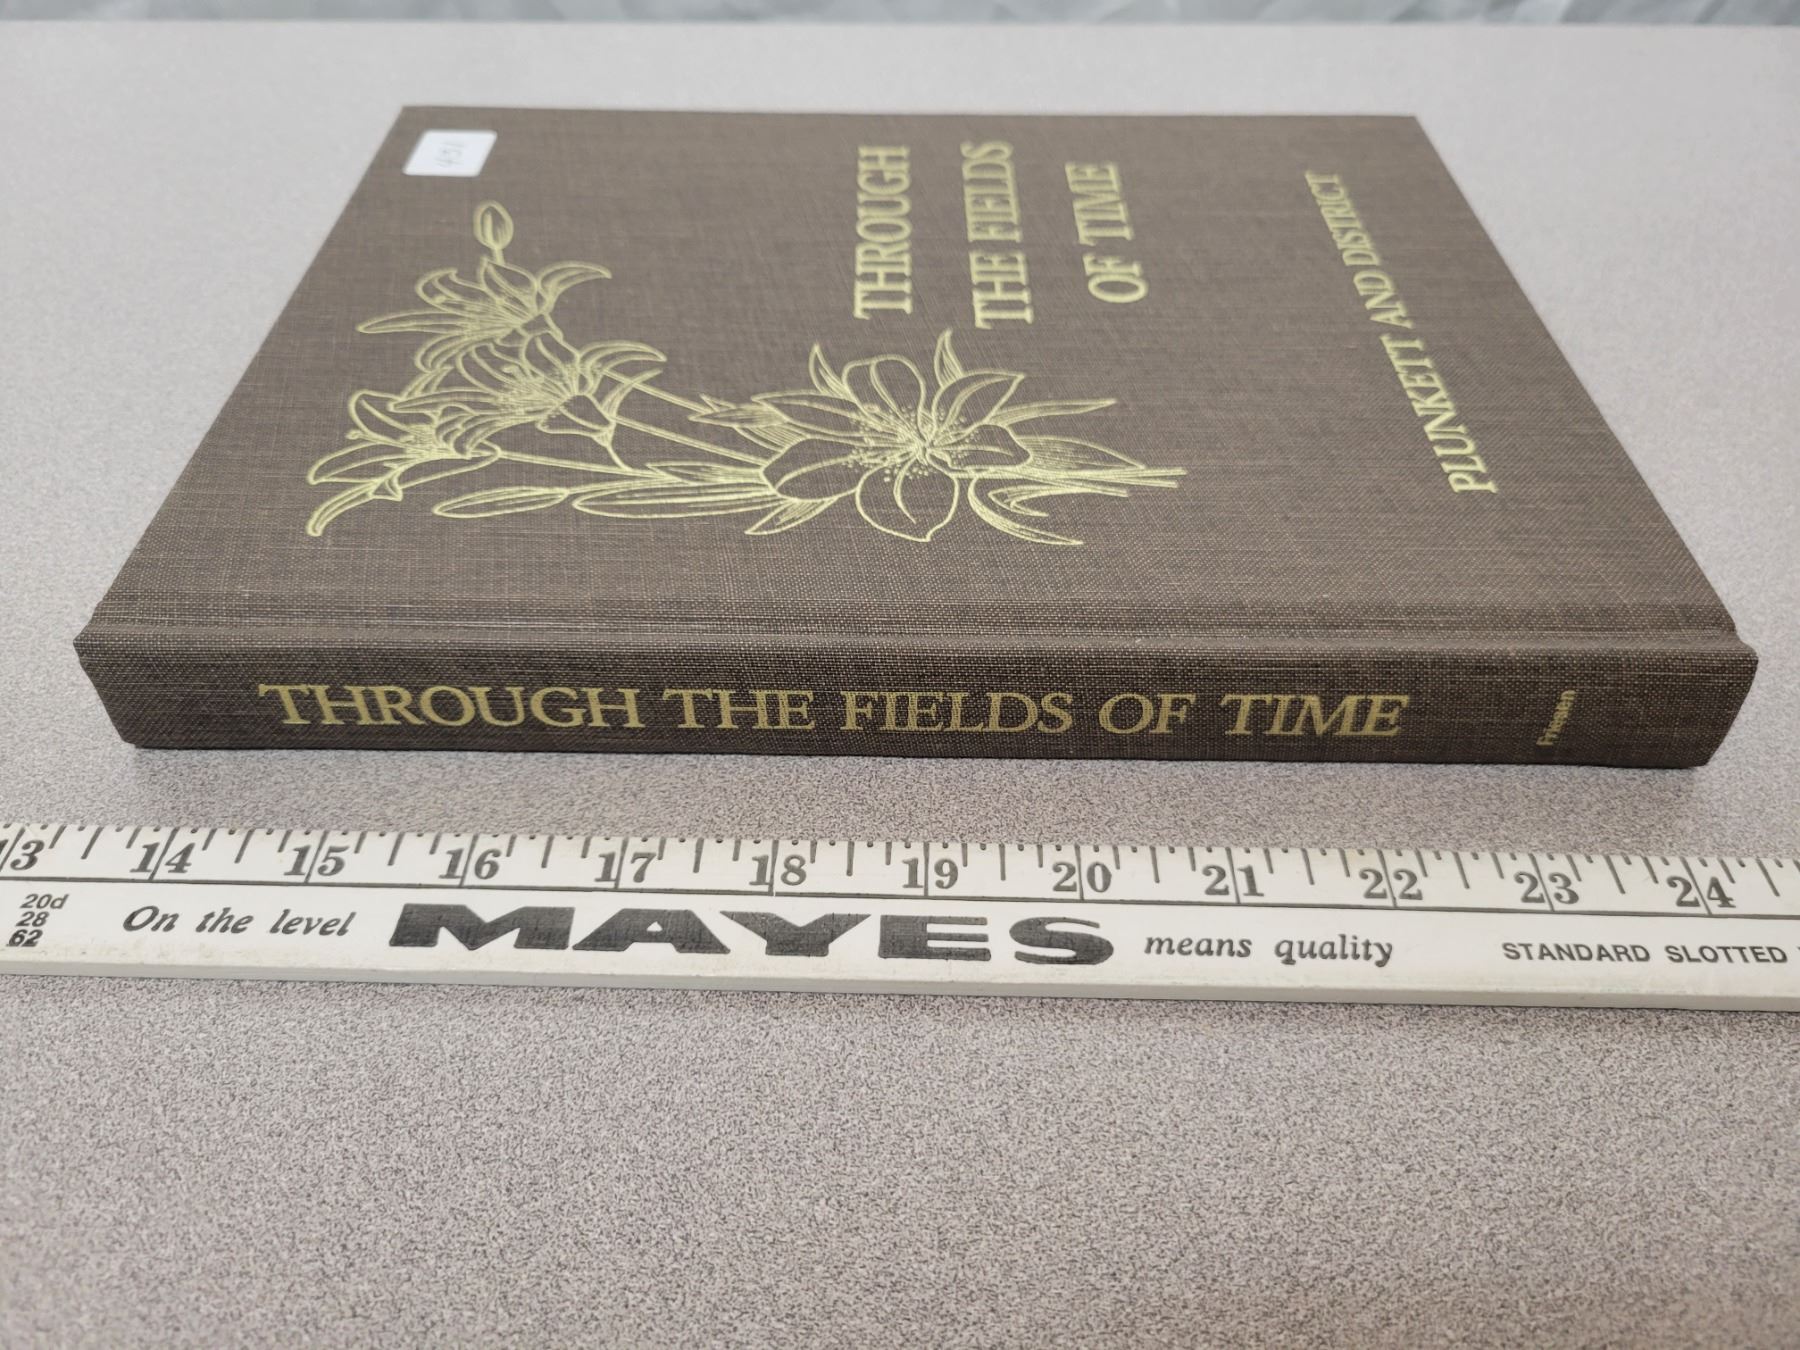 THROUGH
THE FIELDS
OF TIME
PLUNKETT AND DISTRICT
THROUGH THE FIELDS OF TIME
Friesen
13 14 15 16 17 18 19 20 21 22 23 24
20d
28
62
On the level MAYES means quality
STANDARD SLOTTED